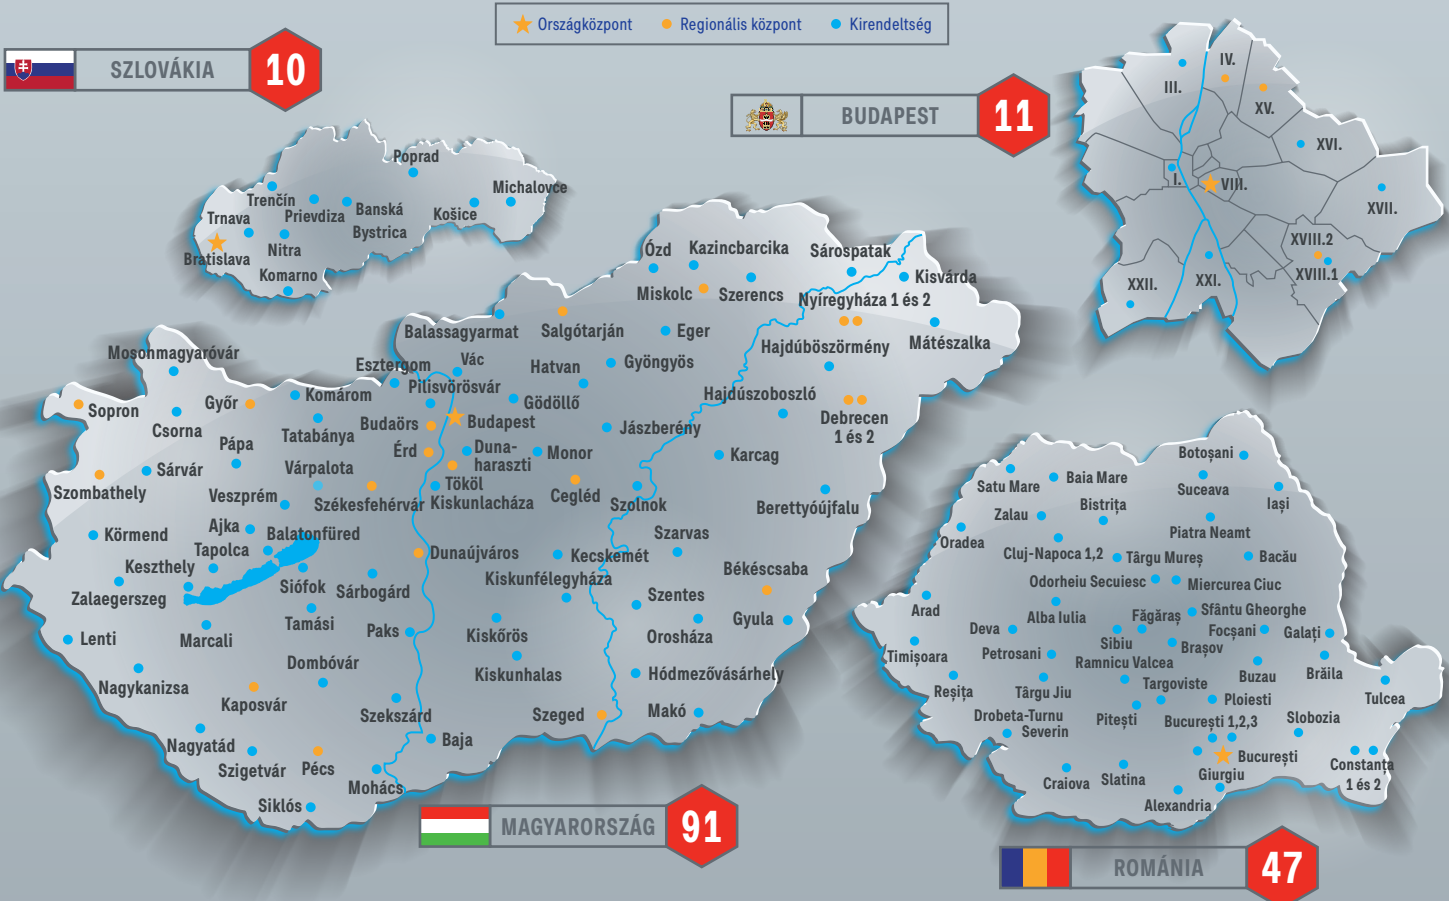 Országközpont
Regionális központ
Kirendeltség
SZLOVÁKIA
10
Poprad
Michalovce
Trenčín
Prievdiza
Banská
Bystrica
Košice
Trnava
Nitra
Bratislava
Komarno
BUDAPEST
11
IV.
III.
XV.
XVI.
I.
VIII.
XVII.
XVIII.2
XVIII.1
XXI.
XXII.
Ózd
Kazincbarcika
Sárospatak
Kisvárda
Miskolc
Szerencs
Nyíregyháza 1 és 2
Balassagyarmat
Salgótarján
Eger
Mátészalka
Hajdúböszörmény
Mosonmagyaróvár
Esztergom
Vác
Hatvan
Gyöngyös
Pilisvörösvár
Komárom
Győr
Sopron
Gödöllő
Hajdúszoboszló
Csorna
Tatabánya
Budaörs
Budapest
Jászberény
Debrecen
1 és 2
Pápa
Érd
Duna-
haraszti
Monor
Karcag
Sárvár
Várpalota
Tököl
Szombathely
Veszprém
Székesfehérvár
Kiskunlacháza
Cegléd
Szolnok
Berettyóújfalu
Körmend
Ajka
Balatonfüred
Szarvas
Tapolca
Dunaújváros
Kecskemét
Keszthely
Kiskunfélegyháza
Békéscsaba
Zalaegerszeg
Siófok
Sárbogárd
Szentes
Tamási
Gyula
Lenti
Marcali
Paks
Kiskőrös
Orosháza
Dombóvár
Kiskunhalas
Hódmezővásárhely
Nagykanizsa
Kaposvár
Szekszárd
Szeged
Makó
Nagyatád
Baja
Szigetvár
Pécs
Mohács
Siklós
MAGYARORSZÁG
91
Botoșani
Satu Mare
Baia Mare
Suceava
Iași
Zalau
Bistrița
Oradea
Piatra Neamt
Cluj-Napoca 1,2
Târgu Mureș
Bacău
Odorheiu Secuiesc
Miercurea Ciuc
Arad
Alba Iulia
Făgăraș
Sfântu Gheorghe
Deva
Focșani
Galați
Sibiu
Brașov
Timișoara
Petrosani
Ramnicu Valcea
Buzau
Brăila
Reșița
Târgu Jiu
Targoviste
Ploiesti
Tulcea
Drobeta-Turnu
Severin
Pitești
București 1,2,3
Slobozia
București
Constanța
1 és 2
Craiova
Slatina
Giurgiu
Alexandria
ROMÁNIA
47